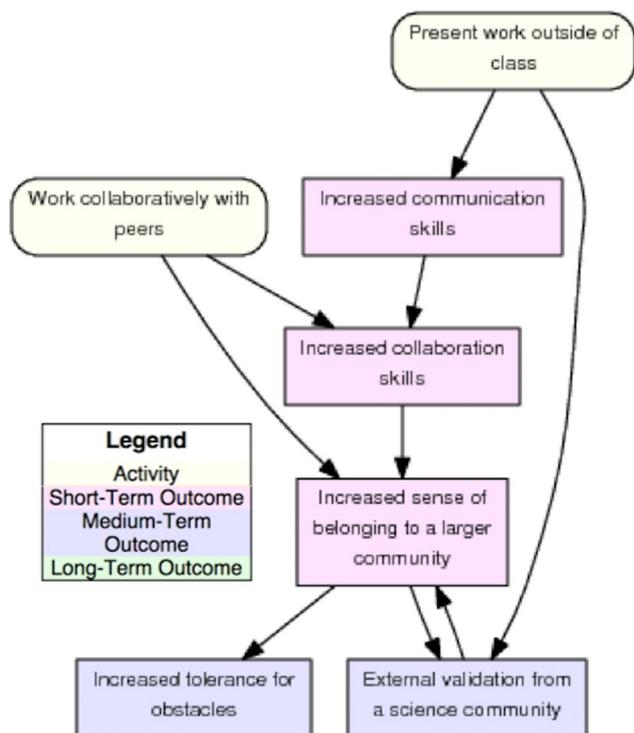 Present work outside of
class
Work collaboratively with
peers
Increased communication
skills
Increased collaboration
skills
Legend
Activity
Short-Term Outcome
Medium-Term
Outcome
Long-Term Outcome
Increased sense of
belonging to a larger
community
Increased tolerance for
obstacles
External validation from
a science community